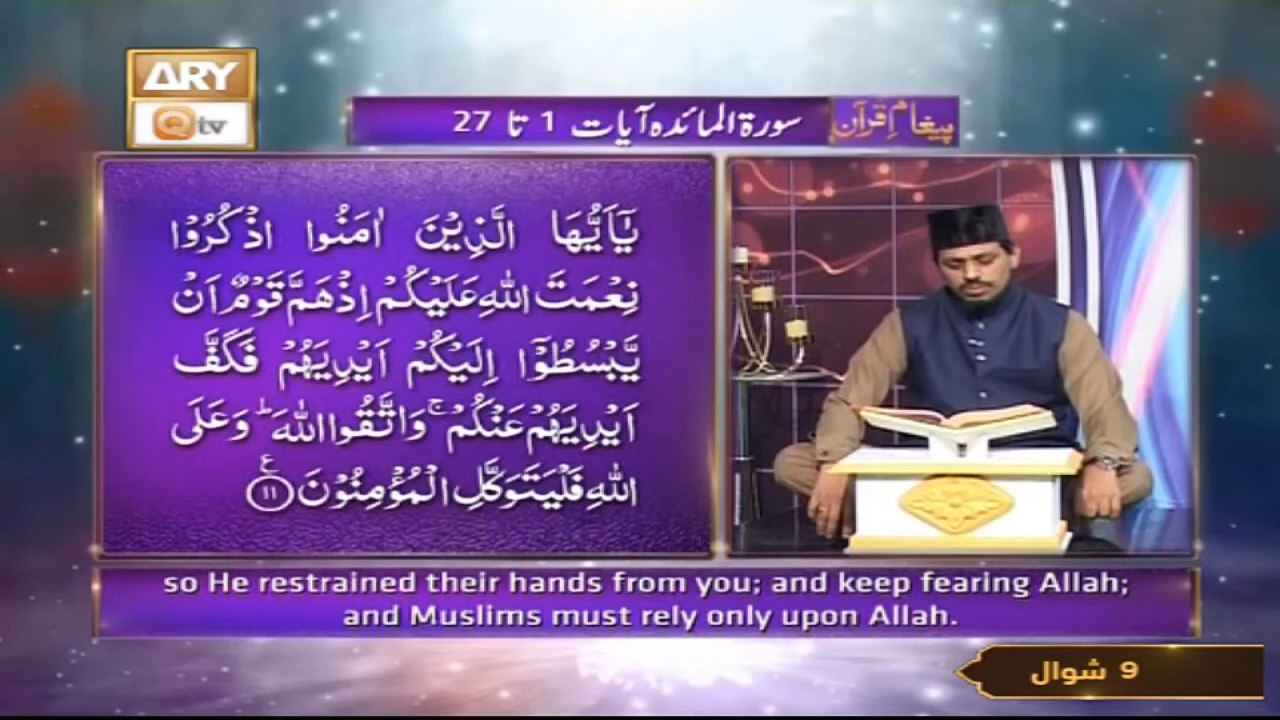 ARY
Qtv
پیغامِ قرآن
سورۃ المائدہ آیات 1 تا 27
يٰۤاَيُّهَا الَّذِيْنَ اٰمَنُوا اذْكُرُوْا
نِعْمَتَ اللّٰهِ عَلَيْكُمْ اِذْ هَمَّ قَوْمٌ اَنْ
يَّبْسُطُوْۤا اِلَيْكُمْ اَيْدِيَهُمْ فَكَفَّ
اَيْدِيَهُمْ عَنْكُمْ ۚ وَاتَّقُوا اللّٰهَ ؕ وَعَلَى
اللّٰهِ فَلْيَتَوَكَّلِ الْمُؤْمِنُوْنَ ۧ ۱۱
so He restrained their hands from you; and keep fearing Allah;
and Muslims must rely only upon Allah.
9 شوال